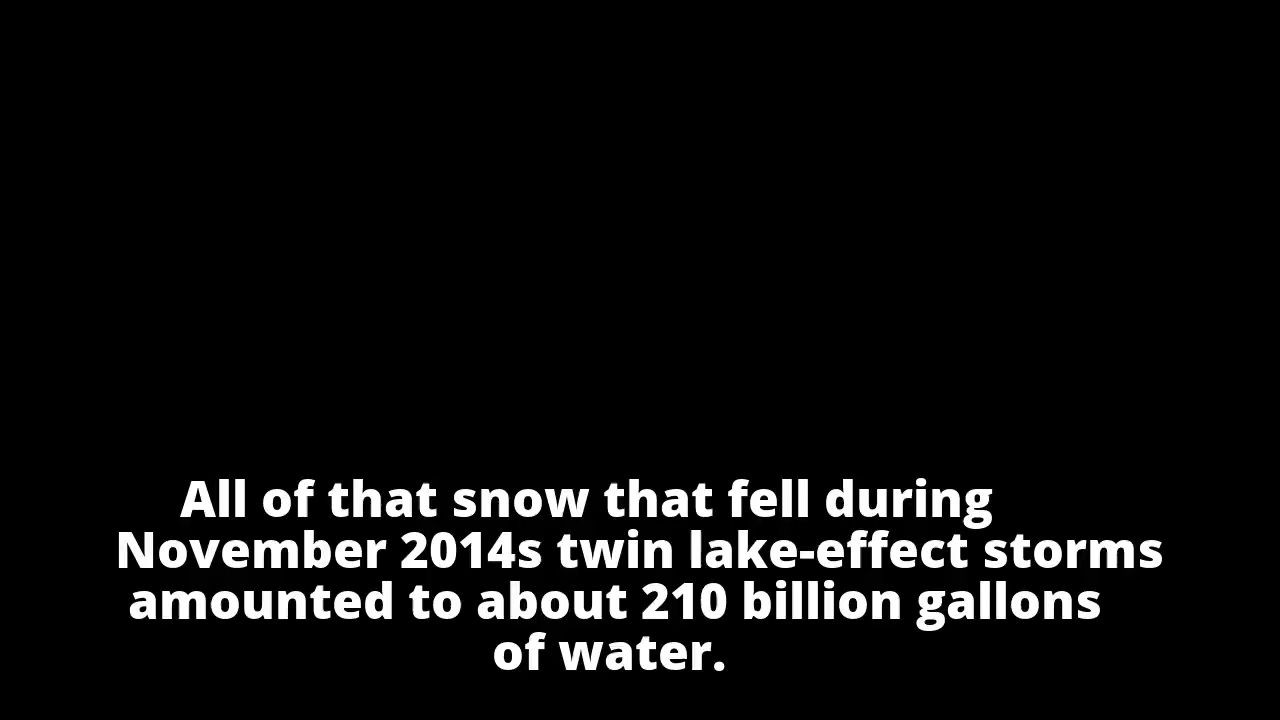 All of that snow that fell during
November 2014s twin lake-effect storms
amounted to about 210 billion gallons
of water.